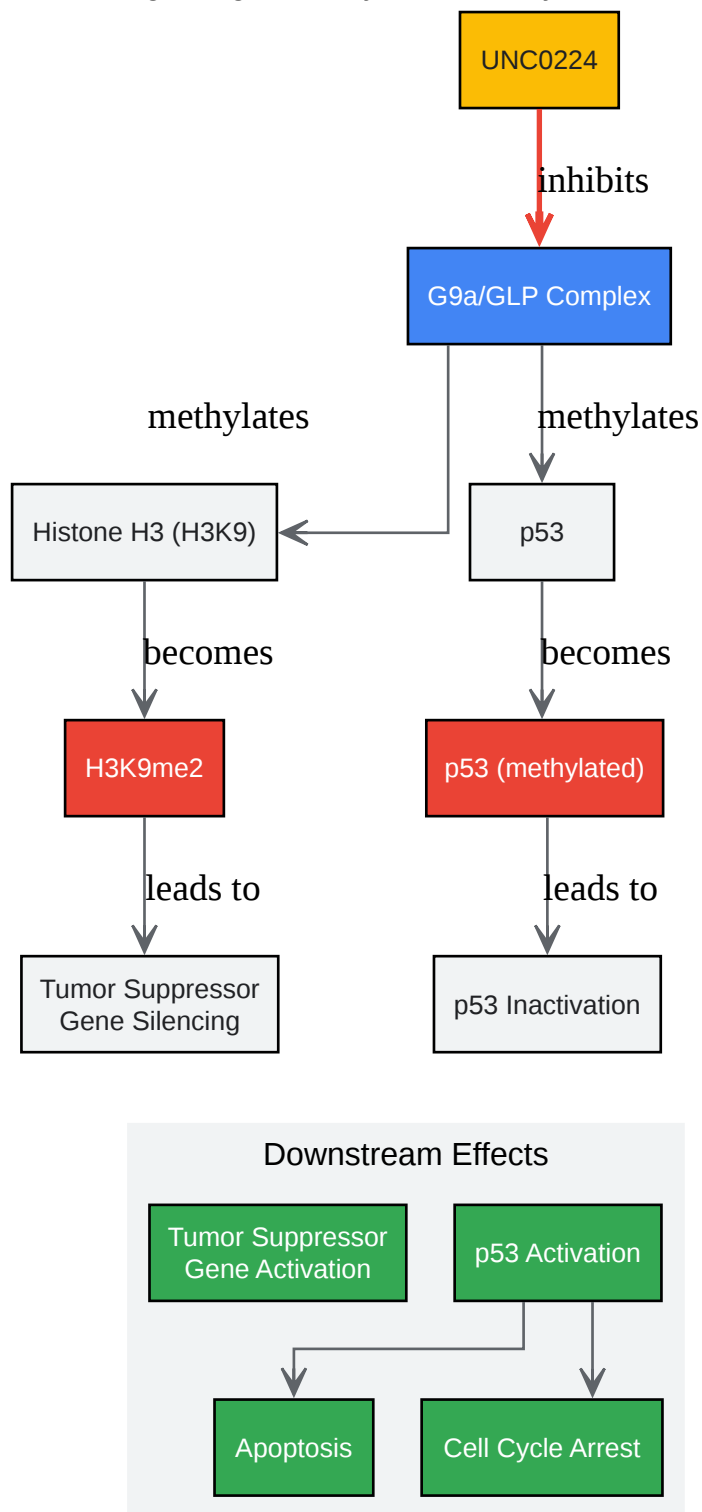 UNC0224
inhibits
G9a/GLP Complex
methylates
methylates
Histone H3 (H3K9)
p53
becomes
becomes
H3K9me2
p53 (methylated)
leads to
leads to
Tumor Suppressor
Gene Silencing
p53 Inactivation
Downstream Effects
Tumor Suppressor
Gene Activation
p53 Activation
Apoptosis
Cell Cycle Arrest